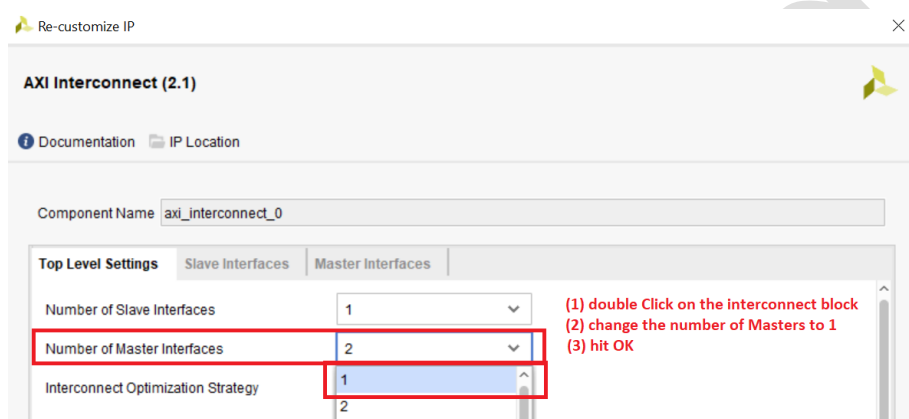 Re-customize IP
AXI Interconnect (2.1)
Documentation IP Location
Component Name axi_interconnect_0
Top Level Settings Slave Interfaces Master Interfaces
Number of Slave Interfaces 1
Number of Master Interfaces 2
Interconnect Optimization Strategy
1
2
(1) double Click on the interconnect block
(2) change the number of Masters to 1
(3) hit OK